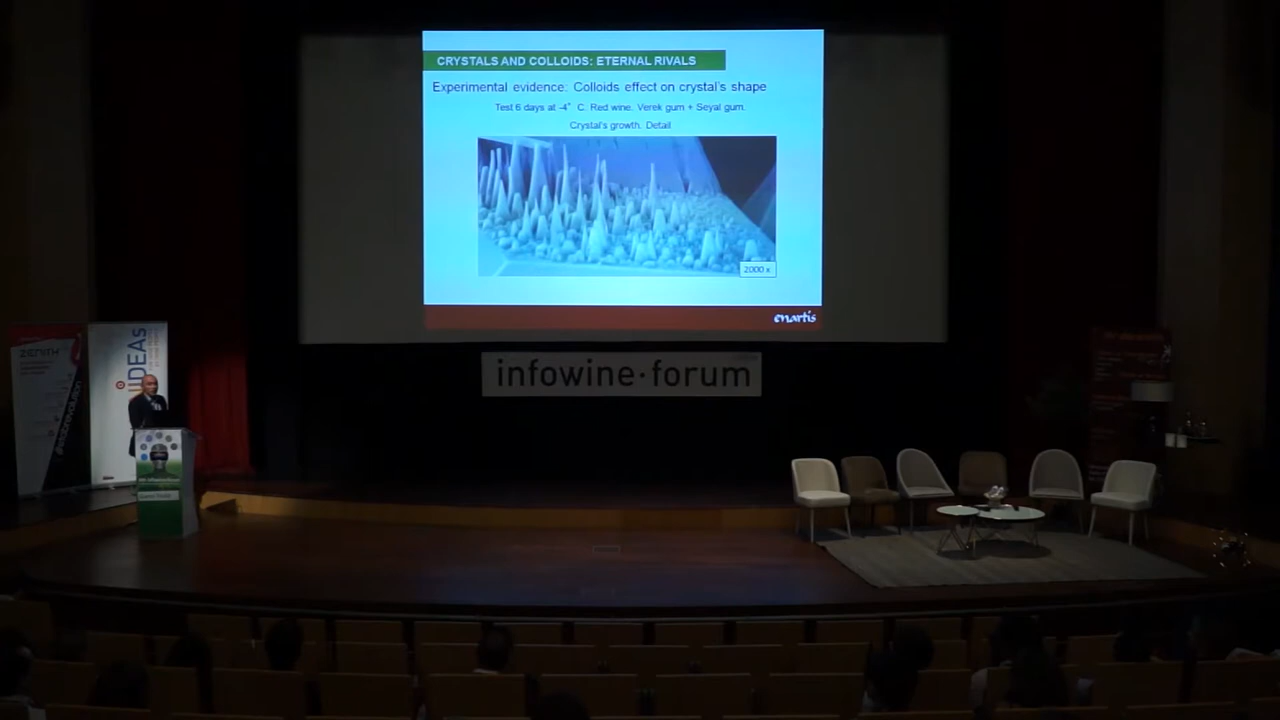 CRYSTALS AND COLLOIDS: ETERNAL RIVALS
Experimental evidence: Colloids effect on crystal's shape
Test 6 days at -4° C. Red wine. Verek gum + Seyal gum.
Crystal's growth. Detail
2000 x
enartis
infowine·forum
ZENITH
IDEAS